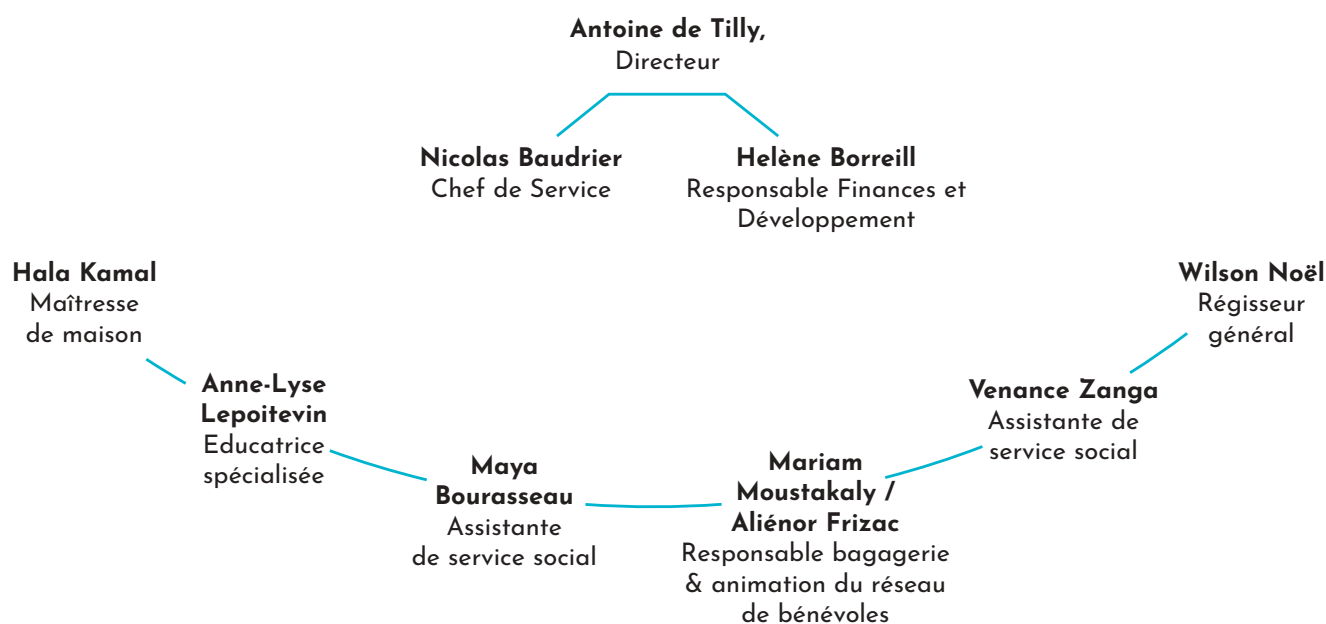 Antoine de Tilly,
Directeur
Nicolas Baudrier
Chef de Service
Helène Borreill
Responsable Finances et
Développement
Hala Kamal
Maîtresse
de maison
Anne-Lyse
Lepoitevin
Educatrice
spécialisée
Maya
Bourasseau
Assistante
de service social
Mariam
Moustakaly /
Aliénor Frizac
Responsable bagagerie
& animation du réseau
de bénévoles
Venance Zanga
Assistante de
service social
Wilson Noël
Régisseur
général